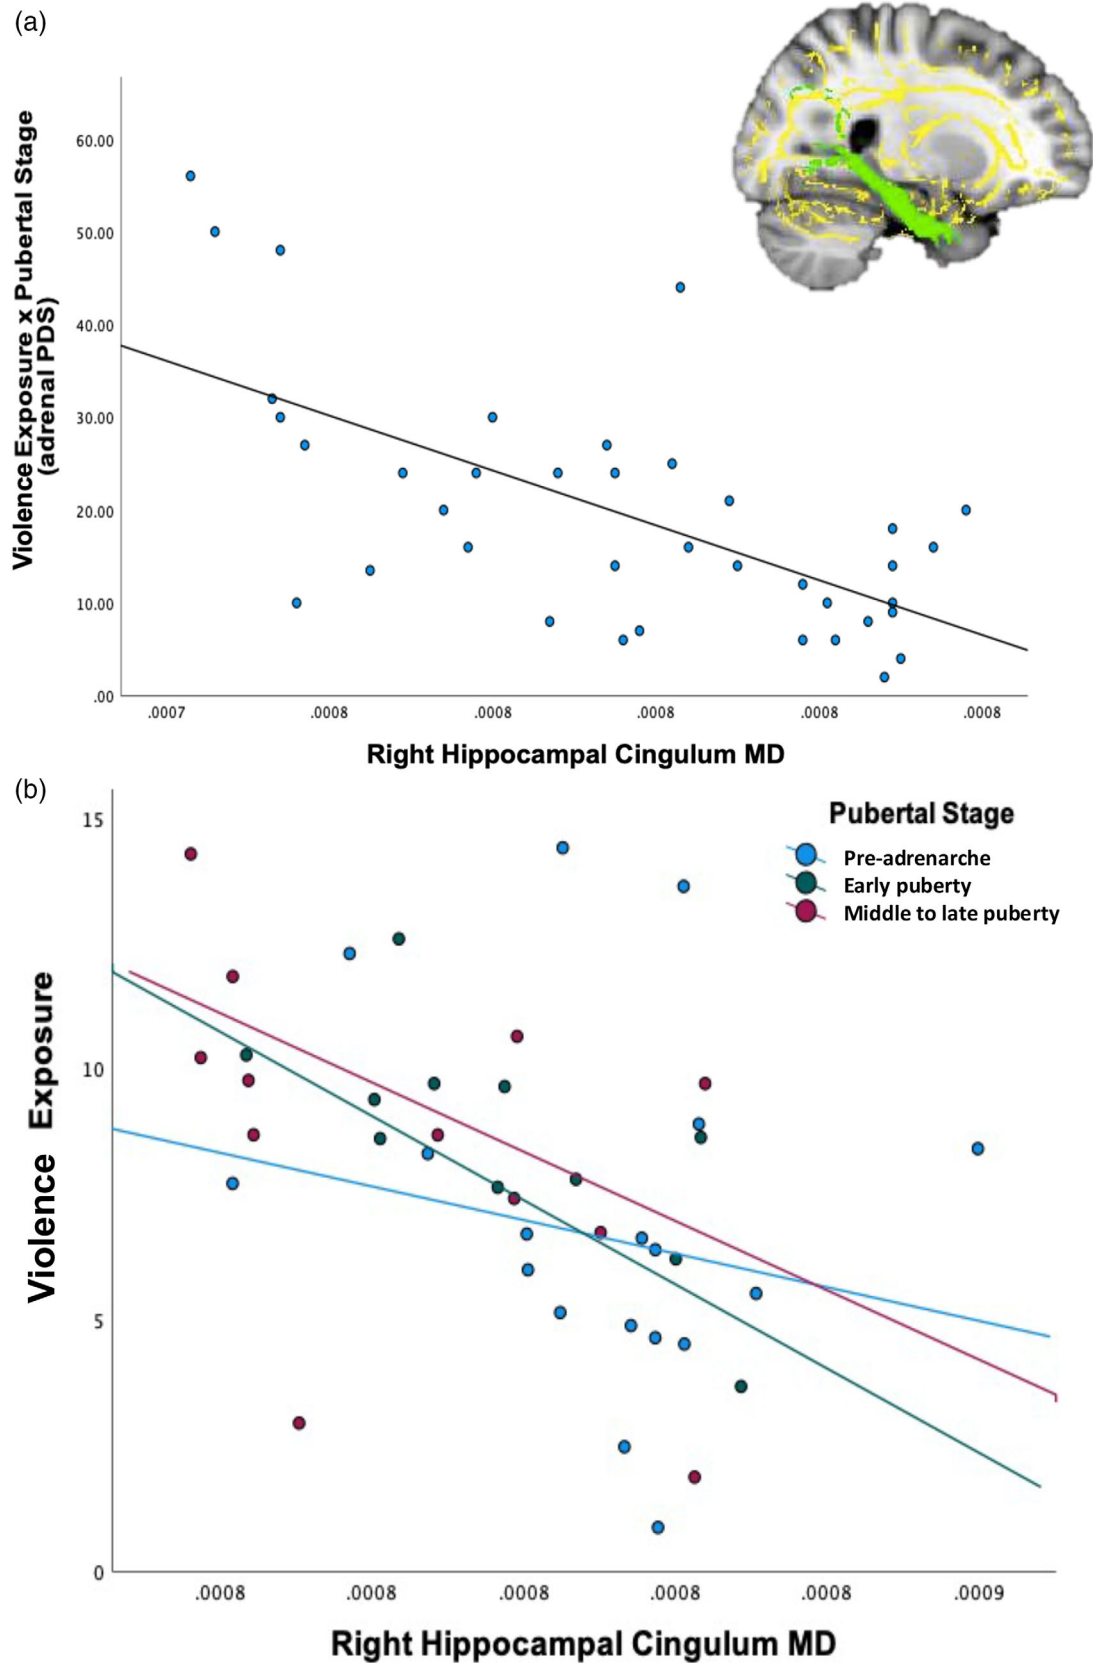 (a)
Violence Exposure x Pubertal Stage
(adrenal PDS)
60.00
50.00
40.00
30.00
20.00
10.00
.00
.0007 .0008 .0008 .0008 .0008 .0008
Right Hippocampal Cingulum MD
(b)
Violence Exposure
15
10
5
0
Pubertal Stage
Pre-adrenarche
Early puberty
Middle to late puberty
.0008 .0008 .0008 .0008 .0008 .0009
Right Hippocampal Cingulum MD